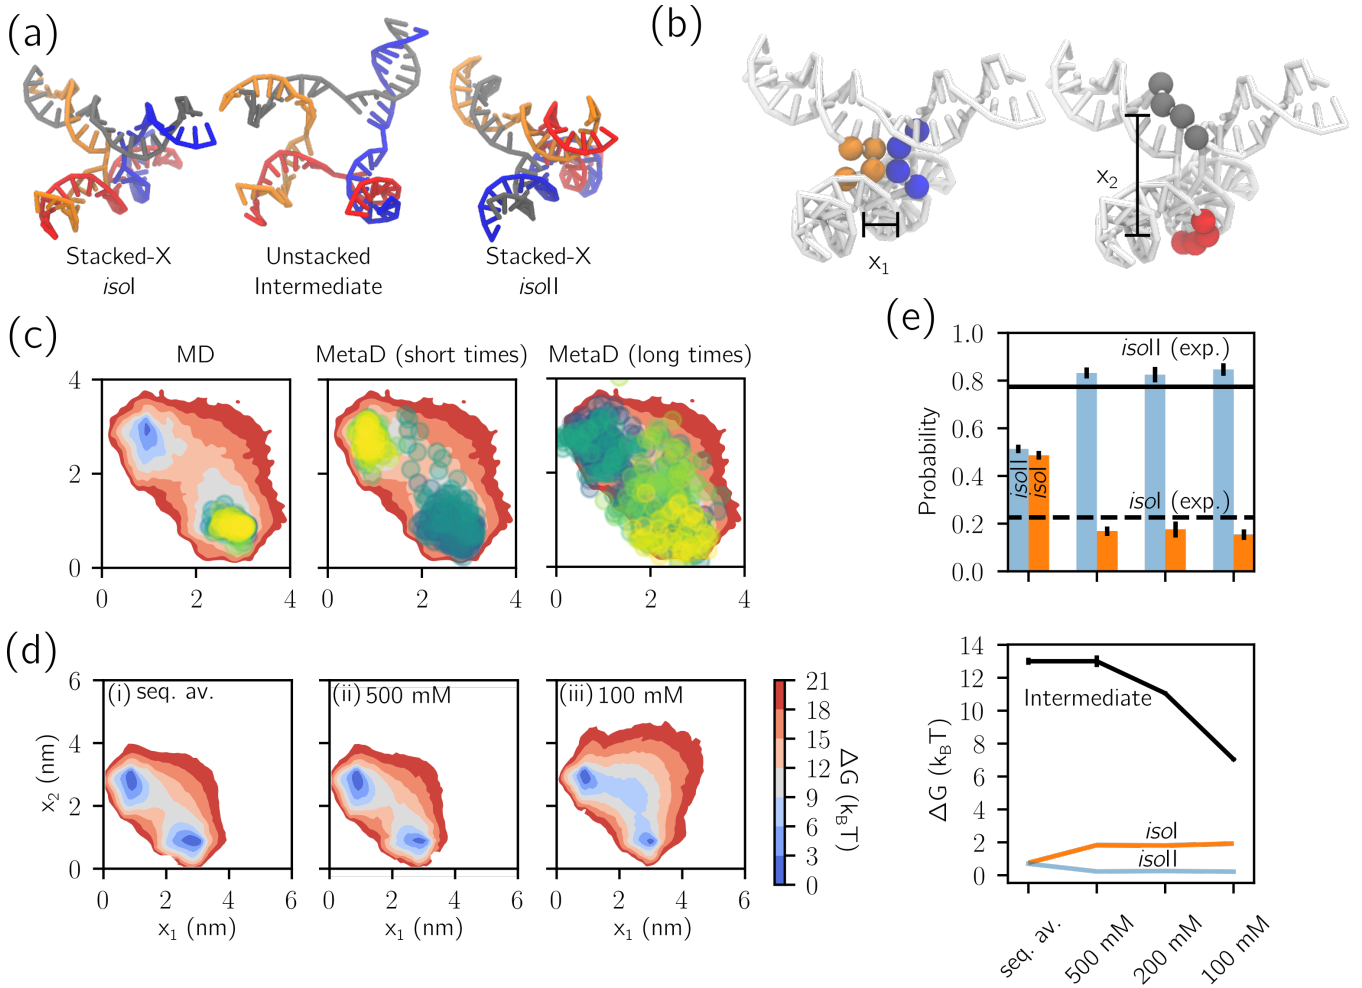 (a)
Stacked-X
isoI
Unstacked
Intermediate
Stacked-X
isoII
(b)
x1
x2
(c)
MD
MetaD (short times)
MetaD (long times)
4
2
0
0 2 4
0 2 4
0 2 4
(d)
(i) seq. av.
(ii) 500 mM
(iii) 100 mM
6
4
2
0
x2 (nm)
0 2 4 6
0 2 4 6
0 2 4 6
x1 (nm)
x1 (nm)
x1 (nm)
21
18
15
12
9
6
3
0
ΔG (kBT)
(e)
1.0
0.8
0.6
0.4
0.2
0.0
Probability
isoII (exp.)
isoI (exp.)
isoII
isoI
14
12
10
8
6
4
2
0
ΔG (kBT)
Intermediate
isoI
isoII
seq. av.
500 mM
200 mM
100 mM